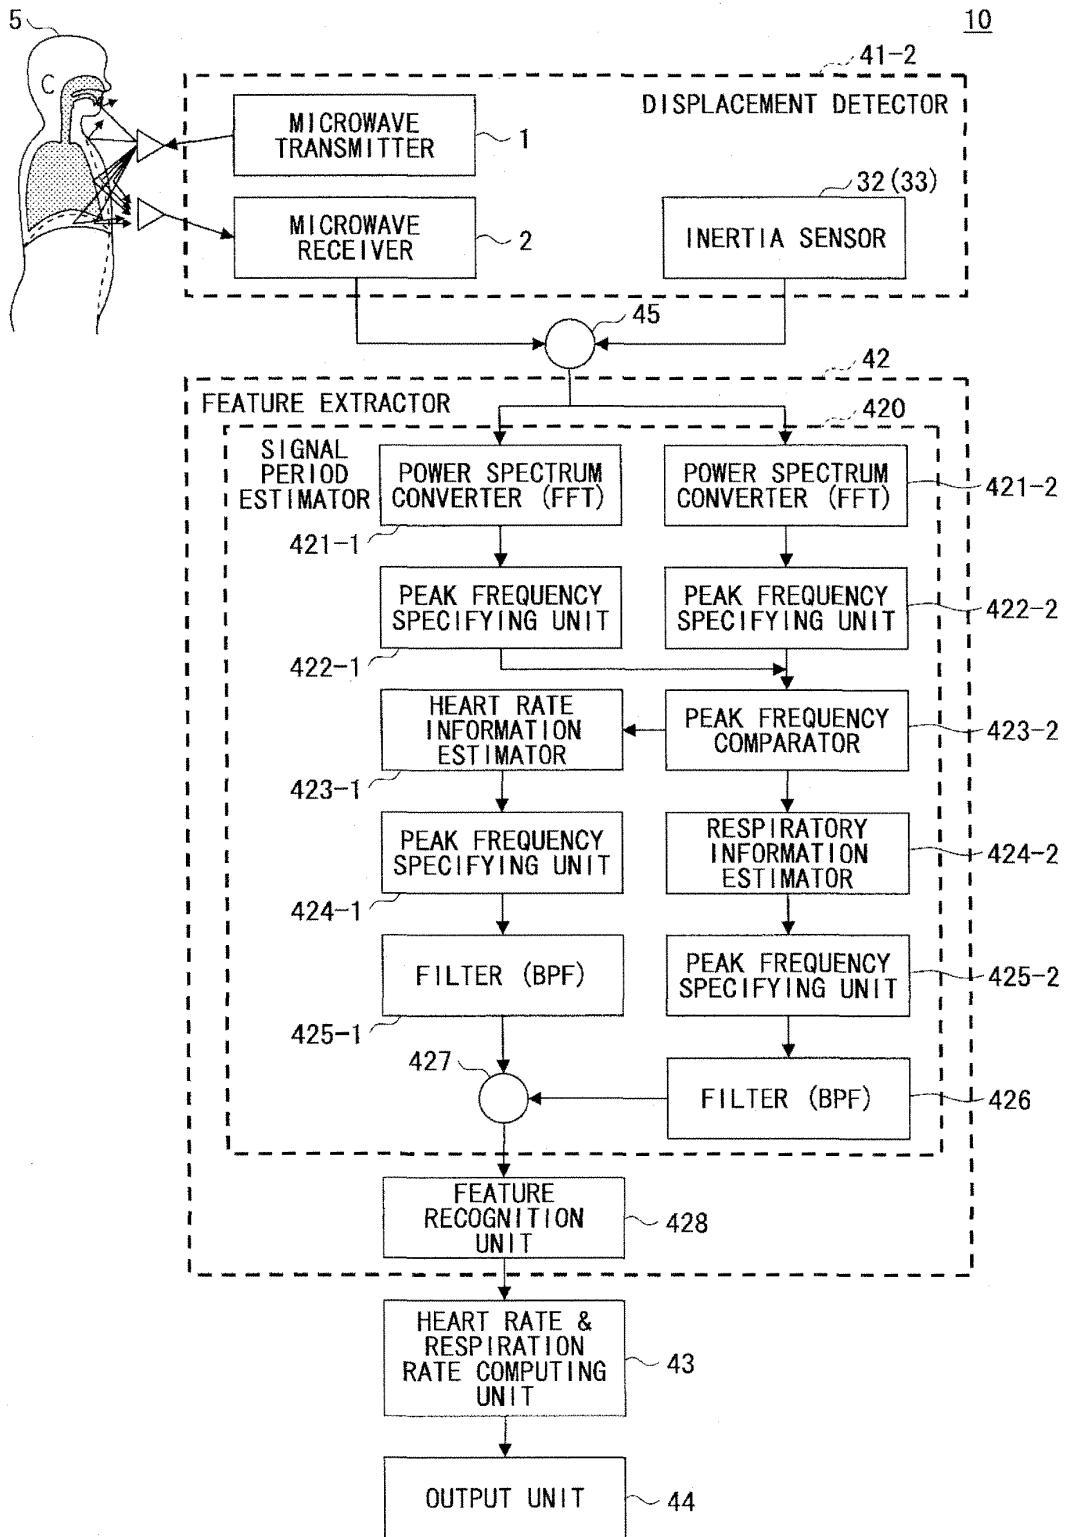 5
10
41-2
DISPLACEMENT DETECTOR
MICROWAVE
TRANSMITTER
1
32(33)
MICROWAVE
RECEIVER
2
INERTIA SENSOR
45
42
FEATURE EXTRACTOR
420
SIGNAL
PERIOD
ESTIMATOR
POWER SPECTRUM
CONVERTER (FFT)
421-1
POWER SPECTRUM
CONVERTER (FFT)
421-2
PEAK FREQUENCY
SPECIFYING UNIT
422-1
PEAK FREQUENCY
SPECIFYING UNIT
422-2
HEART RATE
INFORMATION
ESTIMATOR
423-1
PEAK FREQUENCY
COMPARATOR
423-2
PEAK FREQUENCY
SPECIFYING UNIT
424-1
RESPIRATORY
INFORMATION
ESTIMATOR
424-2
FILTER (BPF)
425-1
PEAK FREQUENCY
SPECIFYING UNIT
425-2
427
FILTER (BPF)
426
FEATURE
RECOGNITION
UNIT
428
HEART RATE &
RESPIRATION
RATE COMPUTING
UNIT
43
OUTPUT UNIT
44